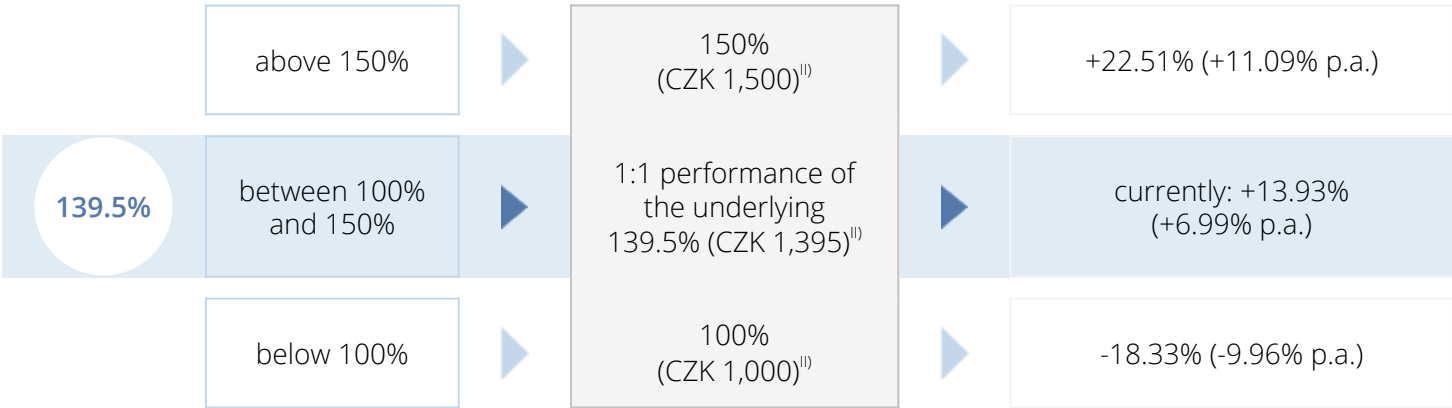 above 150%
150%
(CZK 1,500)II)
+22.51% (+11.09% p.a.)
139.5%
between 100%
and 150%
1:1 performance of
the underlying
139.5% (CZK 1,395)II)
currently: +13.93%
(+6.99% p.a.)
below 100%
100%
(CZK 1,000)II)
-18.33% (-9.96% p.a.)